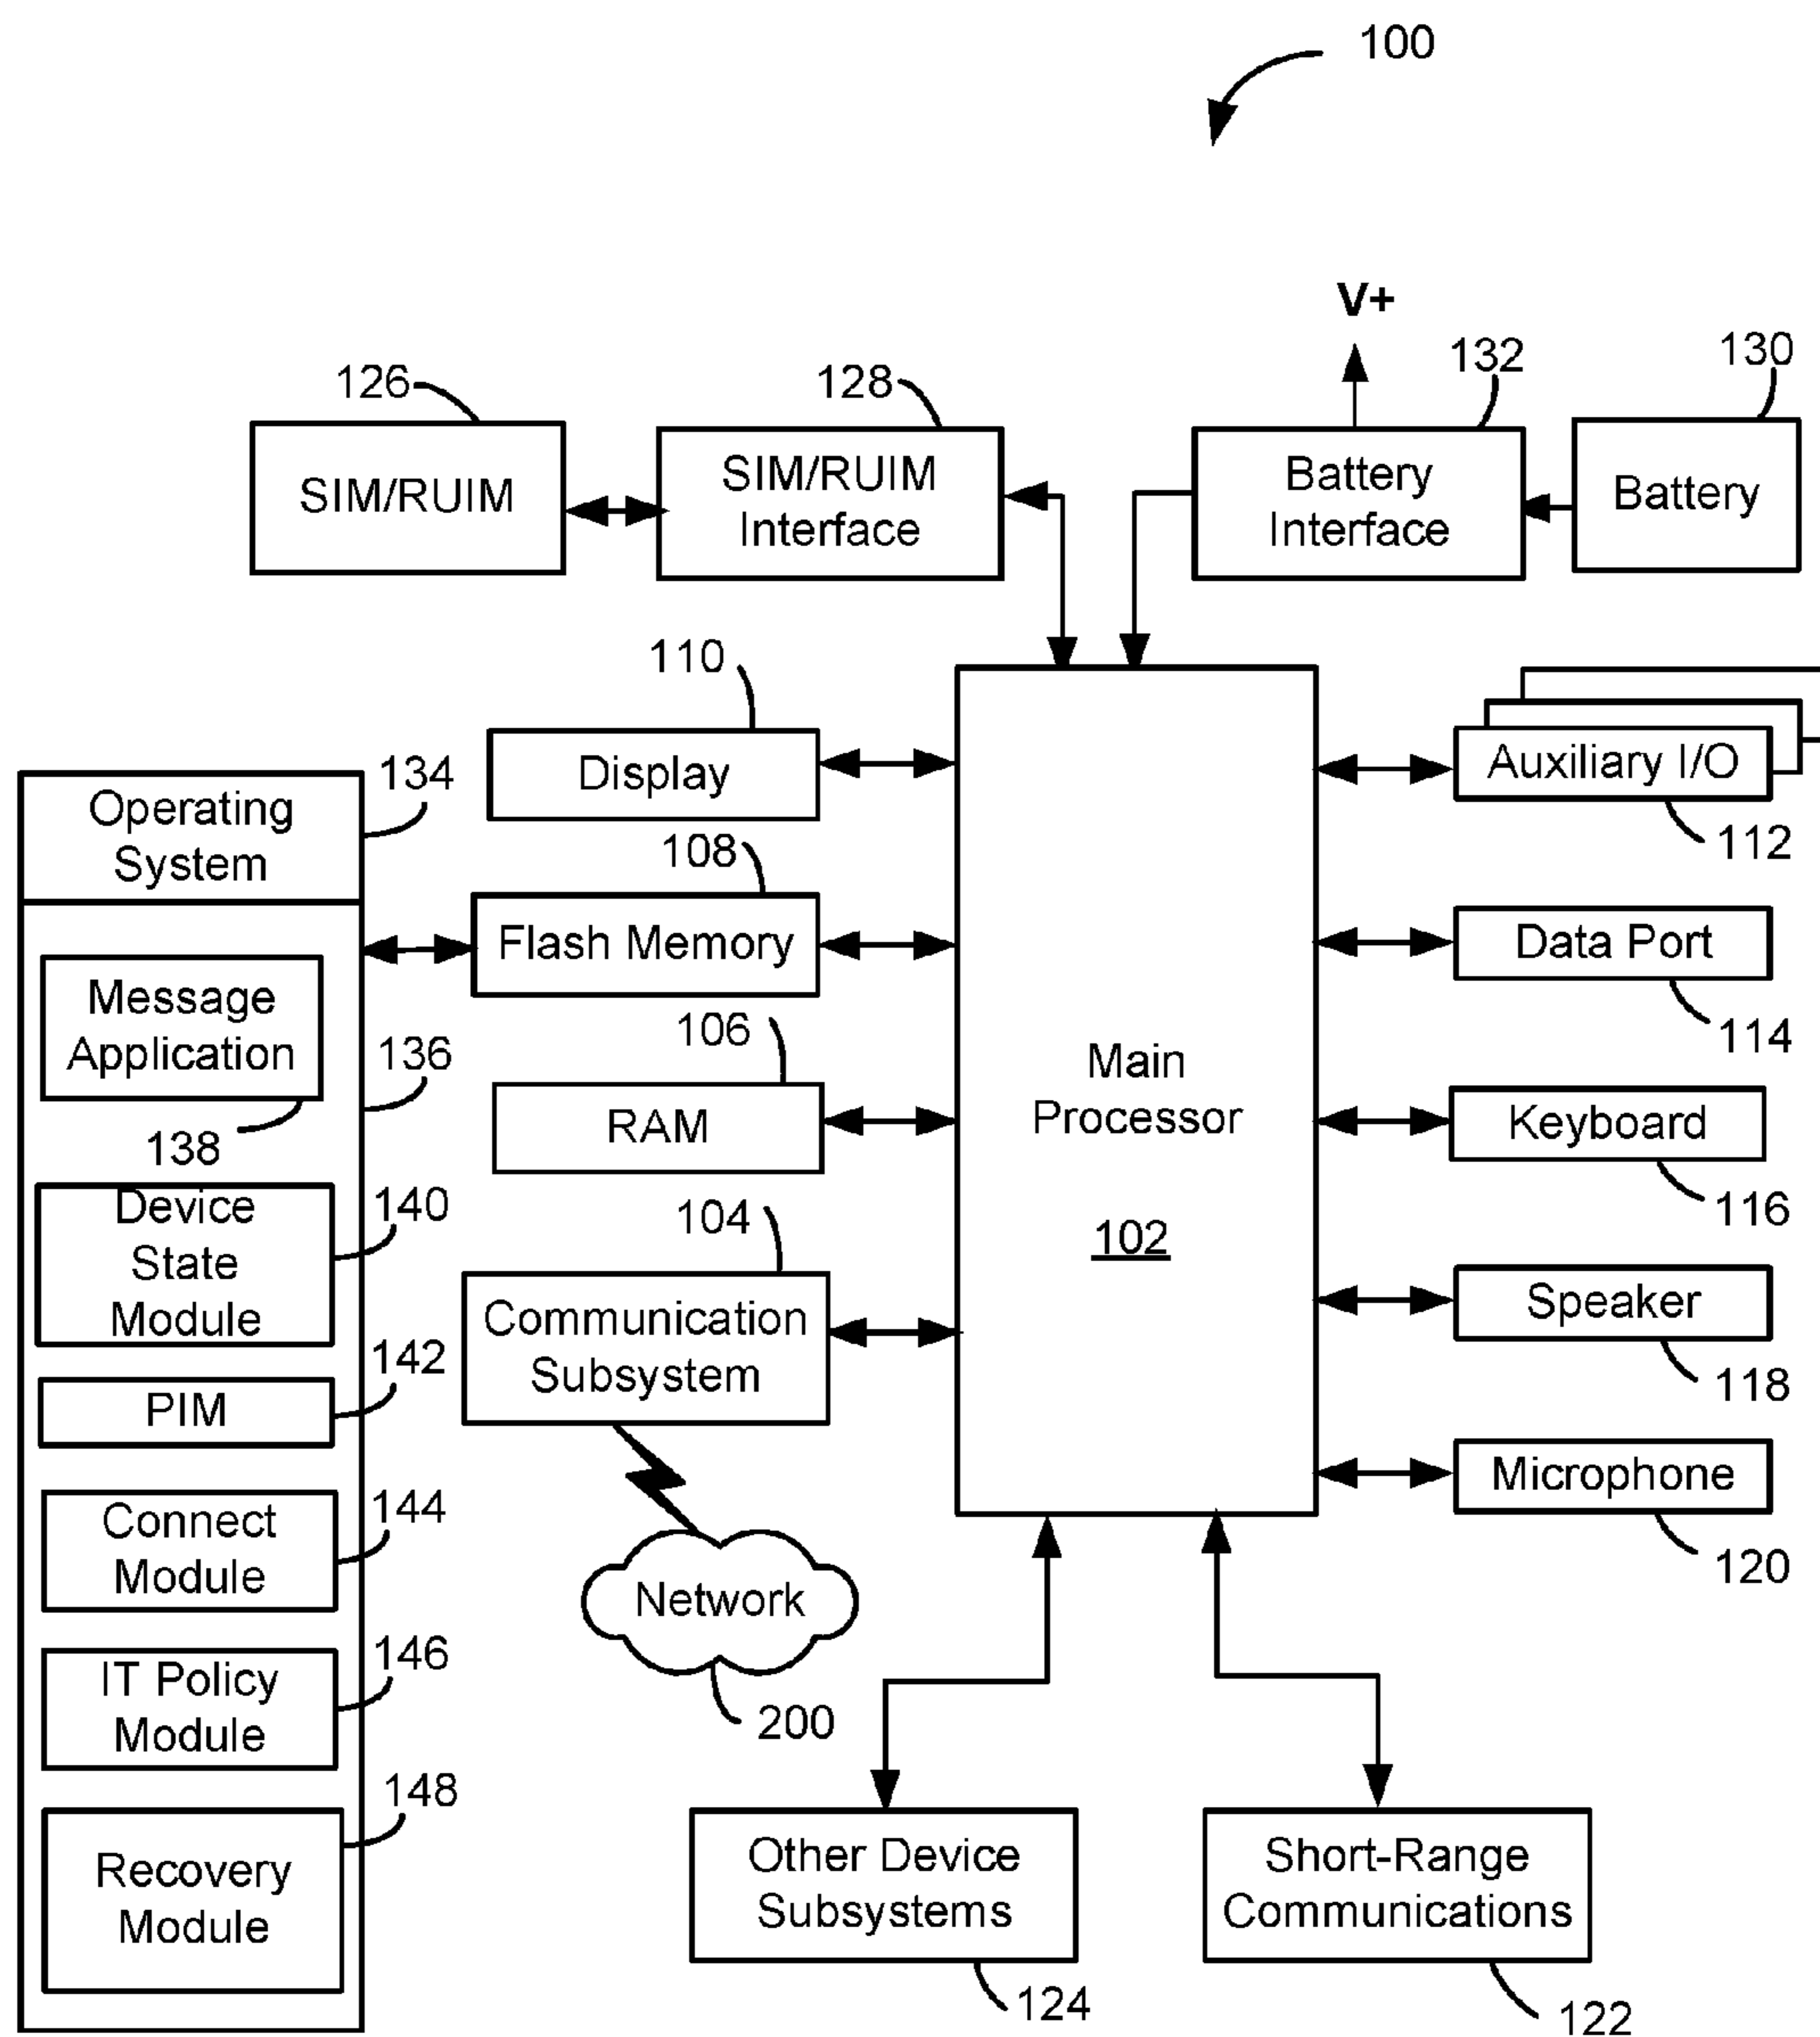 100
V+
126
128
132
130
SIM/RUIM
SIM/RUIM
Interface
Battery
Interface
Battery
110
Display
134
Operating
System
Auxiliary I/O
112
108
Flash Memory
Data Port
114
Message
Application
138
136
106
RAM
Main
Processor
102
Keyboard
116
Device
State
Module
140
104
Communication
Subsystem
Speaker
118
PIM
142
Microphone
120
Connect
Module
144
Network
200
IT Policy
Module
146
Recovery
Module
148
Other Device
Subsystems
124
Short-Range
Communications
122